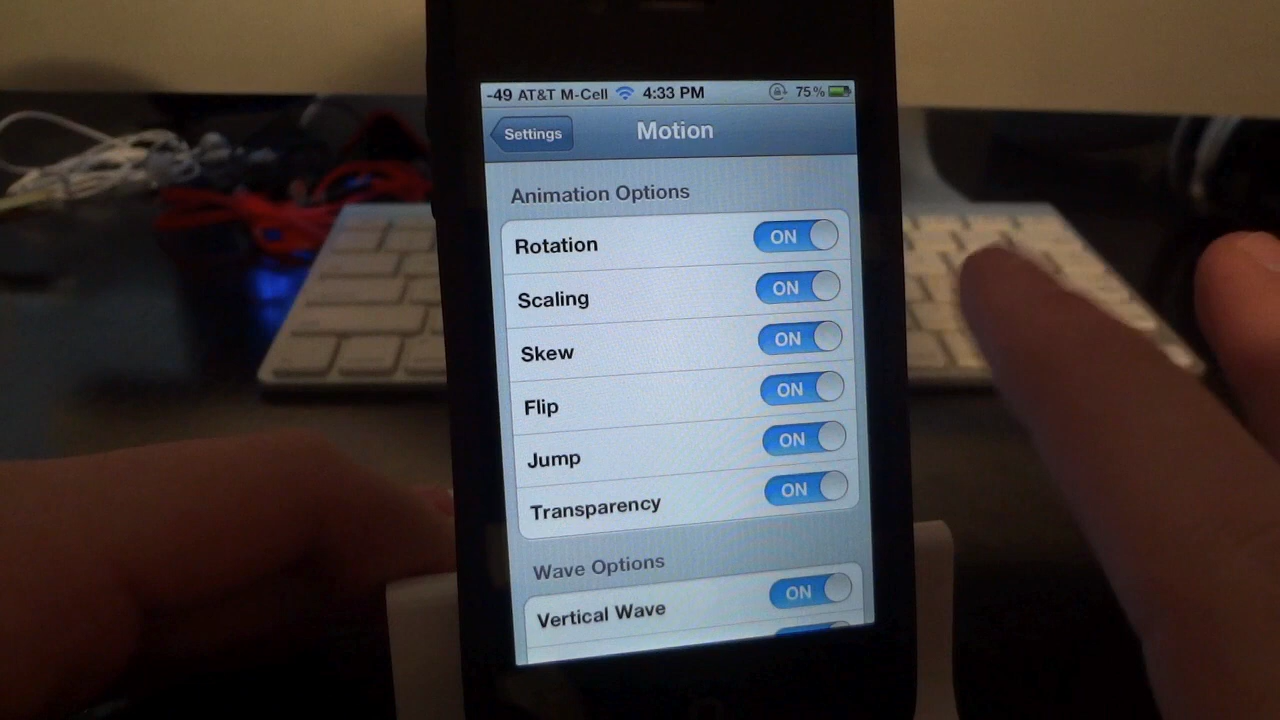 -49 AT&T M-Cell 4:33 PM 75%
Settings Motion
Animation Options
Rotation ON
Scaling ON
Skew ON
Flip ON
Jump ON
Transparency ON
Wave Options
Vertical Wave ON